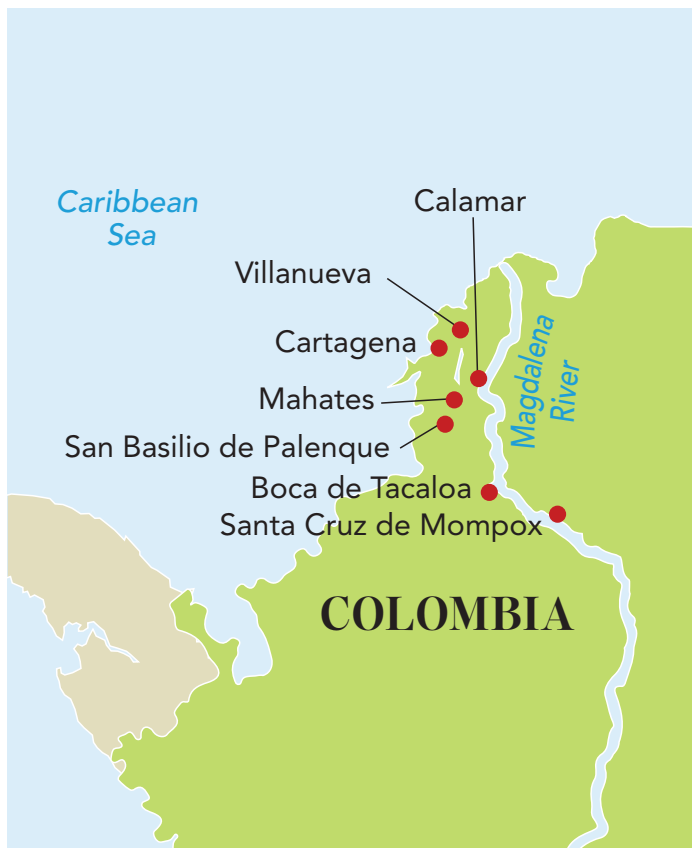 Caribbean
Sea
Calamar
Villanueva
Cartagena
Mahates
San Basilio de Palenque
Boca de Tacaloa
Santa Cruz de Mompox
Magdalena
River
COLOMBIA